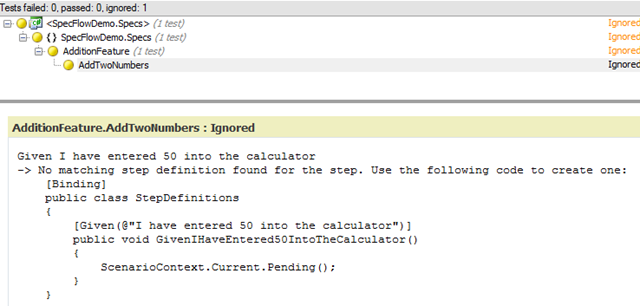 Tests failed: 0, passed: 0, ignored: 1
<SpecFlowDemo.Specs> (1 test) Ignored
{ } SpecFlowDemo.Specs (1 test) Ignored
AdditionFeature (1 test) Ignored
AddTwoNumbers Ignored
AdditionFeature.AddTwoNumbers : Ignored
Given I have entered 50 into the calculator
-> No matching step definition found for the step. Use the following code to create one:
[Binding]
public class StepDefinitions
{
[Given(@"I have entered 50 into the calculator")]
public void GivenIHaveEntered50IntoTheCalculator()
{
ScenarioContext.Current.Pending();
}
}